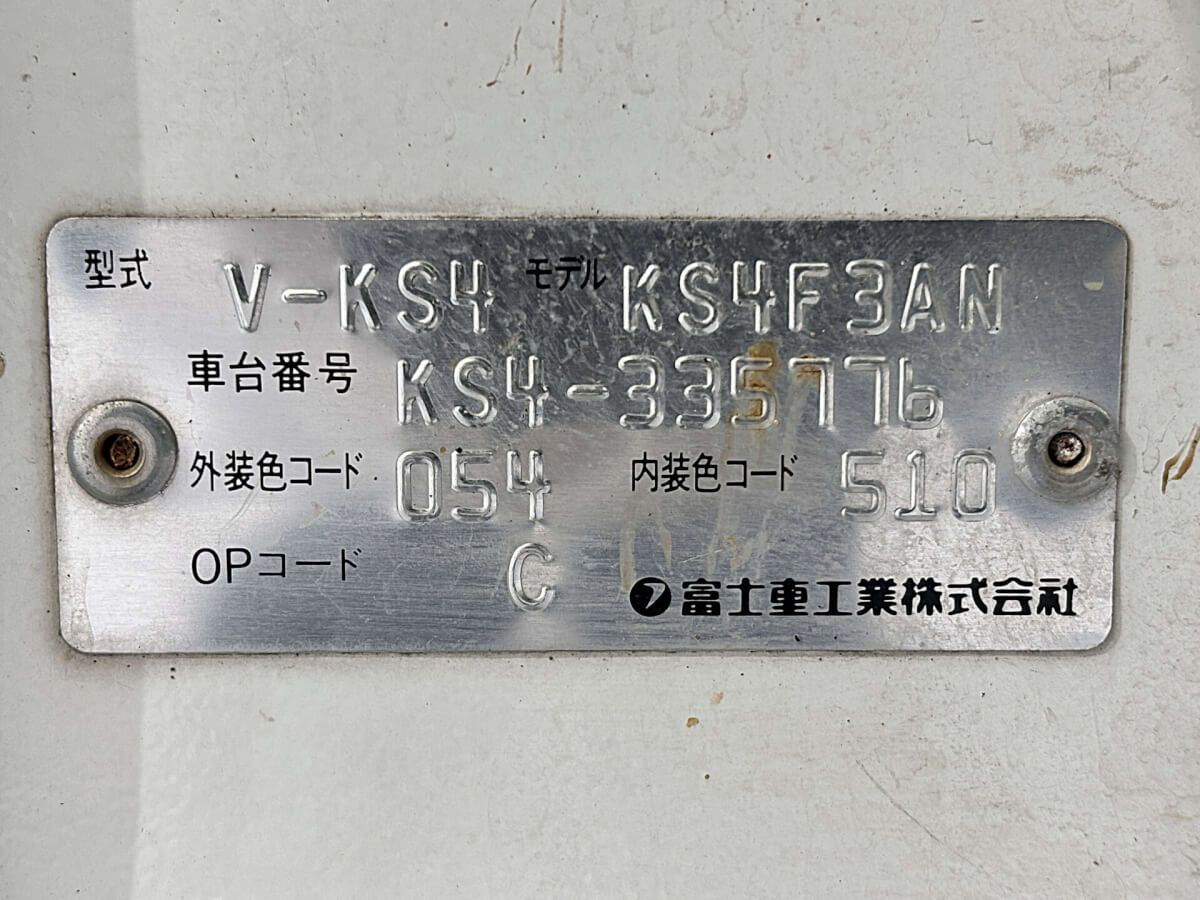 型式 V-KS4 モデル KS4F3AN
車台番号 KS4-335776
外装色コード 054 内装色コード 510
OPコード C
フ 富士重工業株式会社